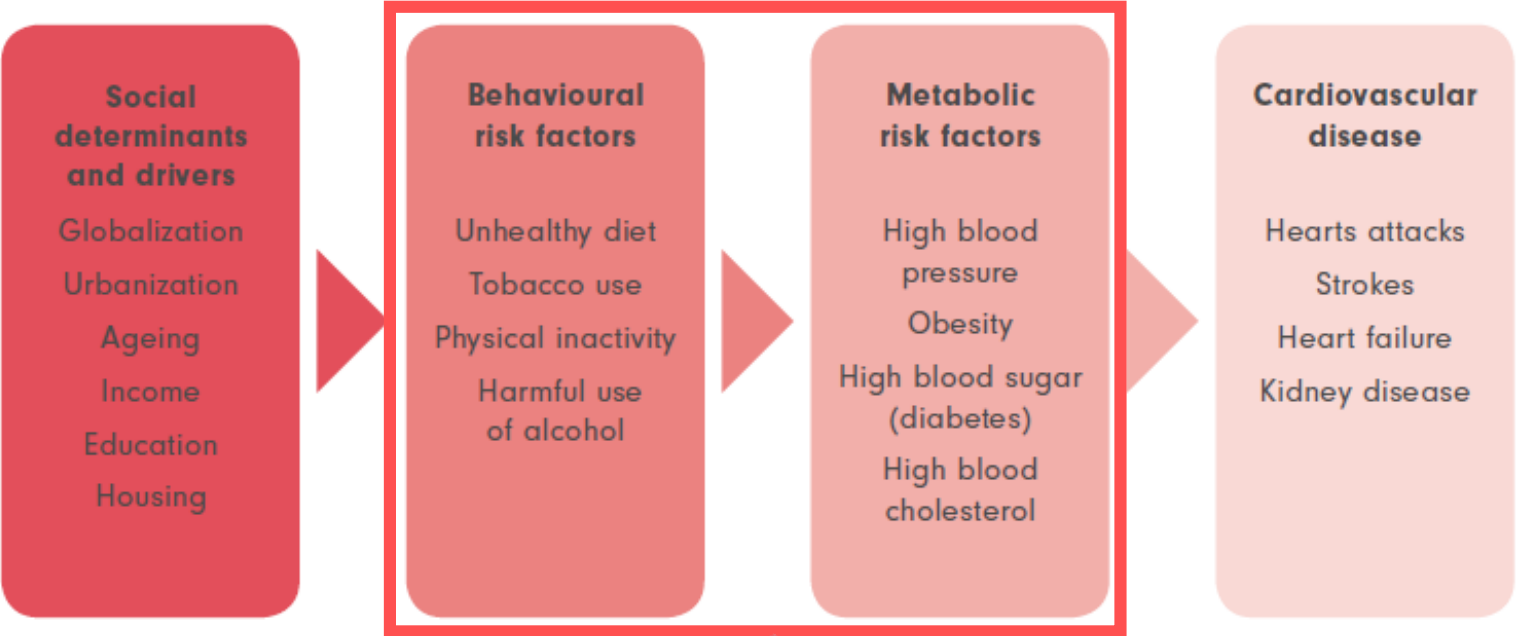 Social
determinants
and drivers
Globalization
Urbanization
Ageing
Income
Education
Housing
Behavioural
risk factors
Unhealthy diet
Tobacco use
Physical inactivity
Harmful use
of alcohol
Metabolic
risk factors
High blood
pressure
Obesity
High blood sugar
(diabetes)
High blood
cholesterol
Cardiovascular
disease
Hearts attacks
Strokes
Heart failure
Kidney disease